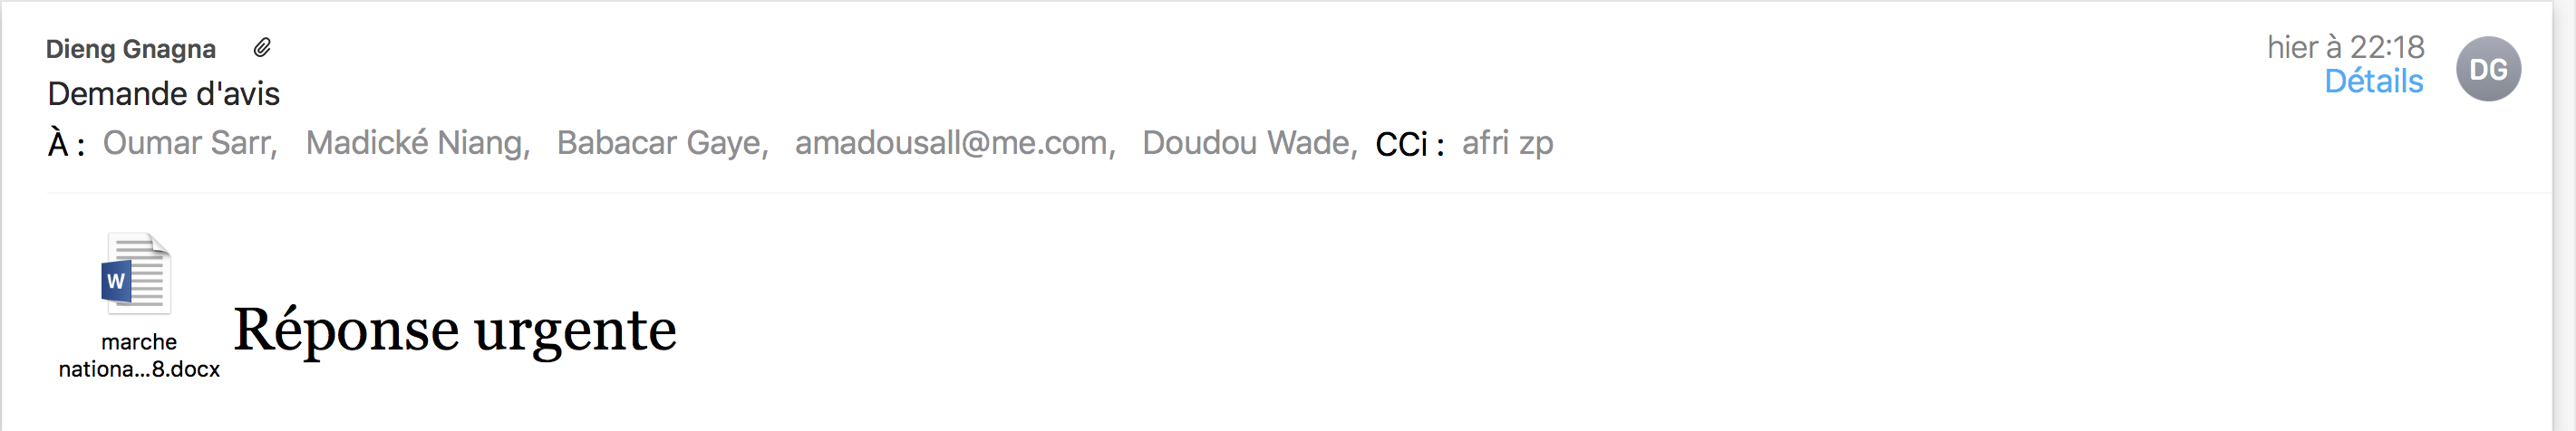 Dieng Gnagna
hier à 22:18
Demande d'avis
Détails
DG
À : Oumar Sarr, Madické Niang, Babacar Gaye, amadousall@me.com, Doudou Wade, CCi : afri zp
W
marche
nationa...8.docx
Réponse urgente